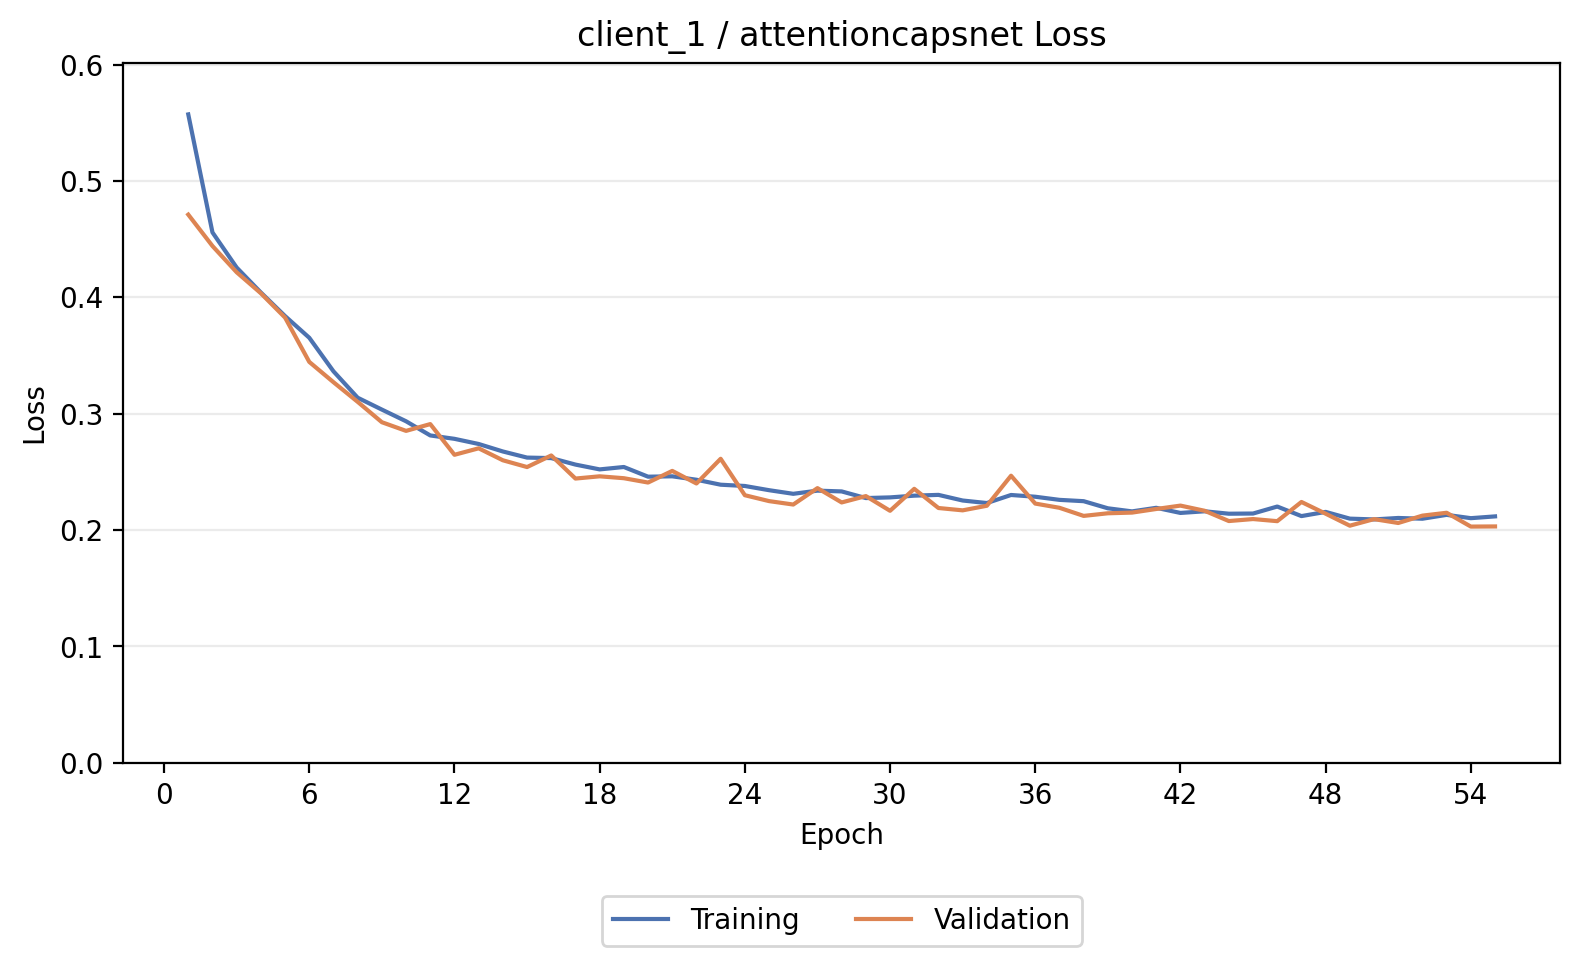 client_1 / attentioncapsnet Loss
0.6
0.5
0.4
0.3
0.2
0.1
0.0
Loss
0 6 12 18 24 30 36 42 48 54
Epoch
Training Validation